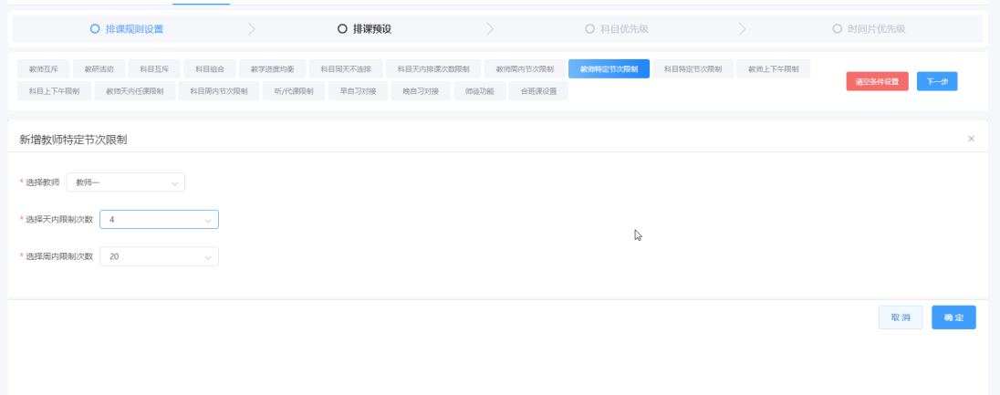 排课规则设置 排课预设 科目优先级 时间片优先级
教师互斥 教研活动 科目互斥 科目组合 教学进度均衡 科目同天不连排 科目天内排课次数限制 教师周内节次限制 教师特定节次限制 科目特定节次限制 教师上下午限制
科目上下午限制 教师天内任课限制 科目周内节次限制 听/代课限制 早自习对接 晚自习对接 师徒功能 合班课设置
清空条件设置 下一步
新增教师特定节次限制
* 选择教师 教师一
* 选择天内限制次数 4
* 选择周内限制次数 20
取 消 确 定